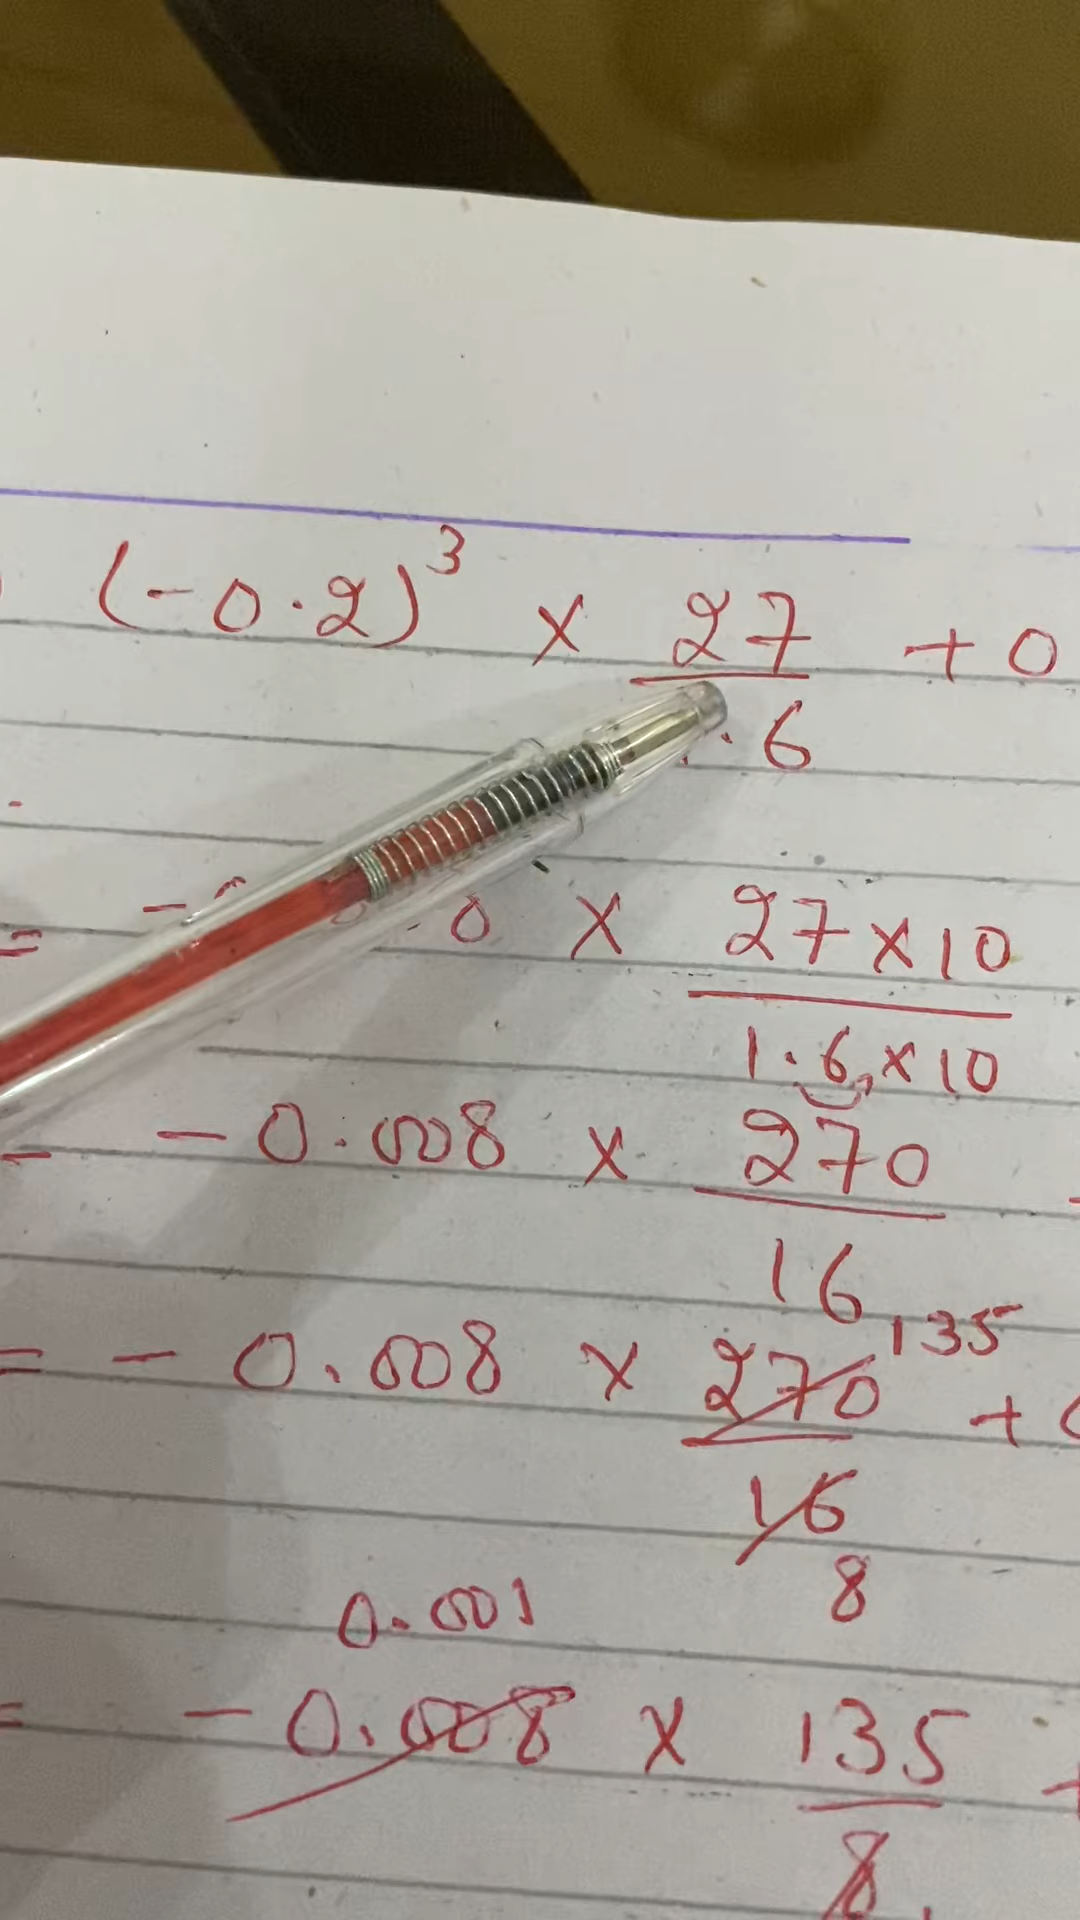 (-0.2)³ × 27 + 0
.6
= - .0 × 27×10
1.6×10
- -0.008 × 270
16
= - 0.008 × 270 135 +
16
8
0.001
= -0.008 × 135 +
8